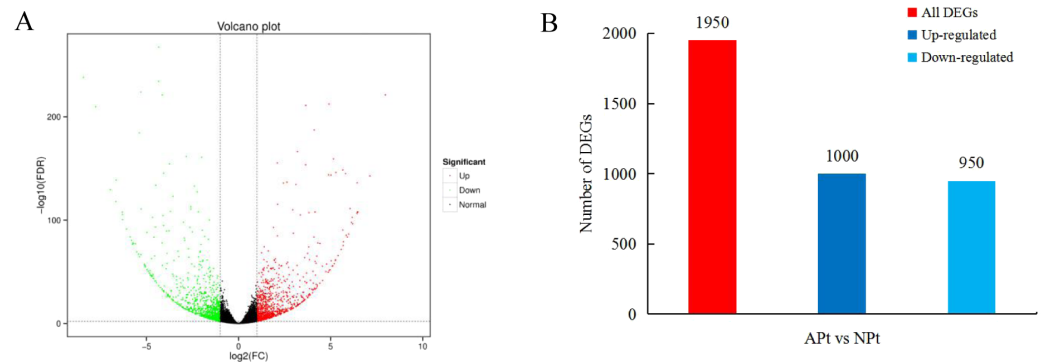 A
Volcano plot
200
100
0
-log10(FDR)
-5
0
5
10
log2(FC)
Significant
Up
Down
Normal
B
All DEGs
Up-regulated
Down-regulated
1950
1000
950
2000
1500
1000
500
0
Number of DEGs
APt vs NPt